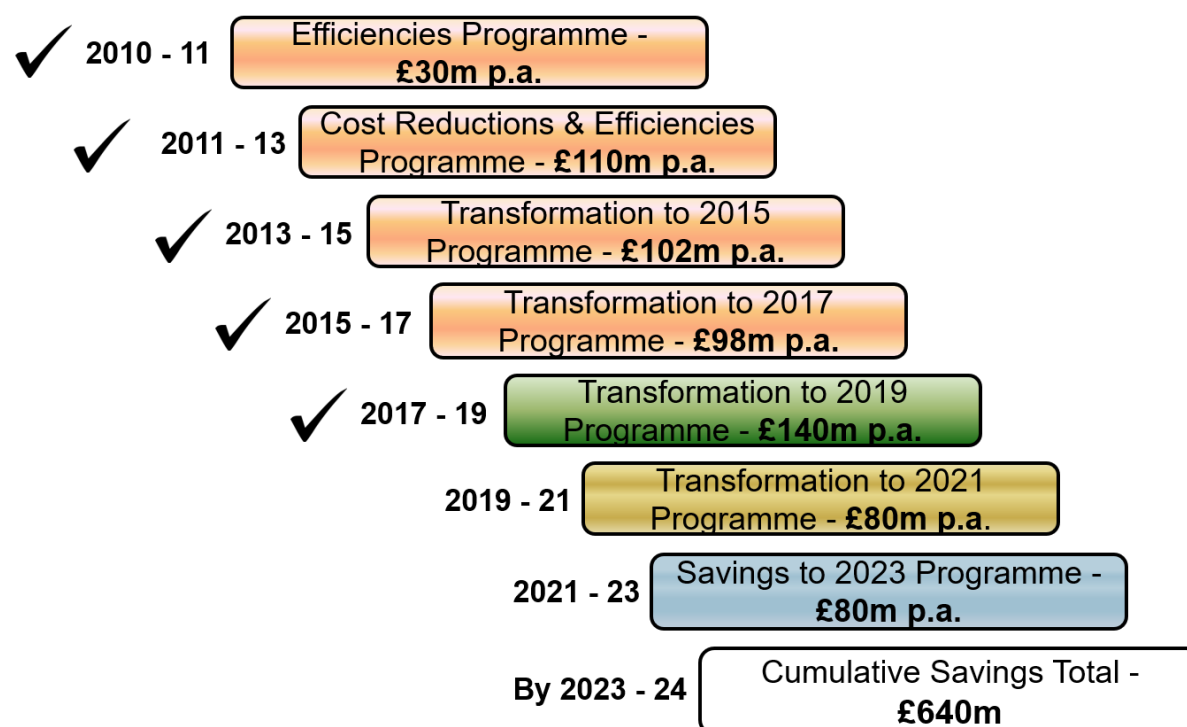 2010 - 11
Efficiencies Programme -
£30m p.a.
2011 - 13
Cost Reductions & Efficiencies
Programme - £110m p.a.
2013 - 15
Transformation to 2015
Programme - £102m p.a.
2015 - 17
Transformation to 2017
Programme - £98m p.a.
2017 - 19
Transformation to 2019
Programme - £140m p.a.
2019 - 21
Transformation to 2021
Programme - £80m p.a.
2021 - 23
Savings to 2023 Programme -
£80m p.a.
By 2023 - 24
Cumulative Savings Total -
£640m